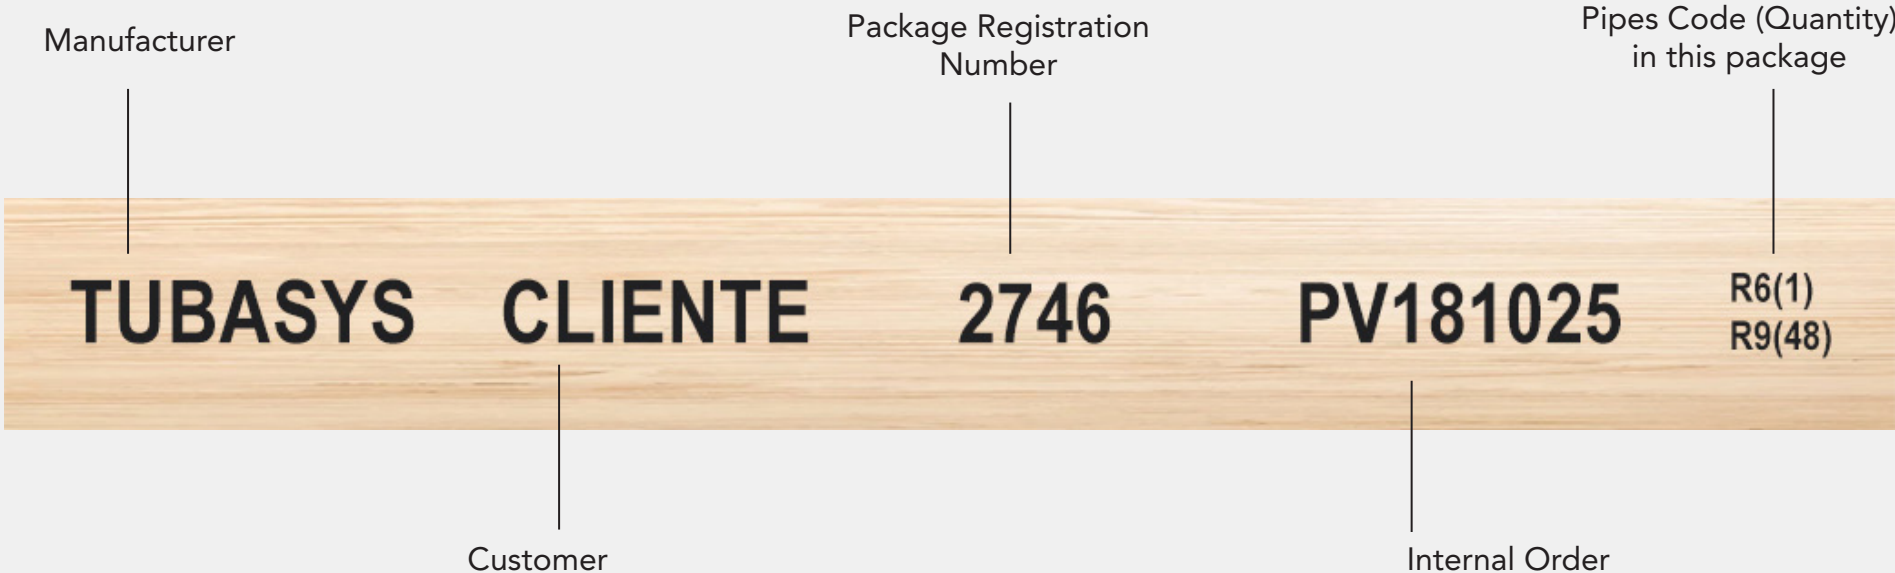 Manufacturer
Package Registration
Number
Pipes Code (Quantity)
in this package
TUBASYS CLIENTE 2746 PV181025 R6(1)
R9(48)
Customer
Internal Order